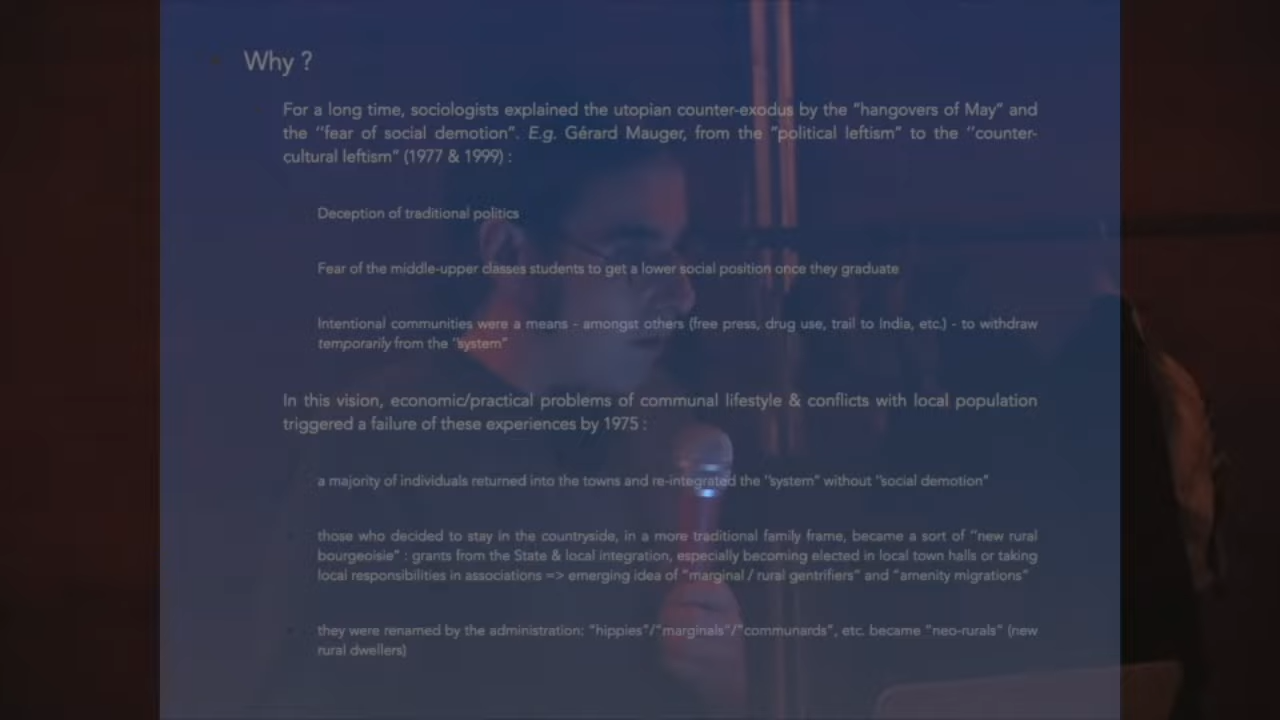 Why ?
For a long time, sociologists explained the utopian counter-exodus by the "hangovers of May" and
the ''fear of social demotion". E.g. Gérard Mauger, from the "political leftism" to the ''counter-
cultural leftism" (1977 & 1999) :
Deception of traditional politics
Fear of the middle-upper classes students to get a lower social position once they graduate
Intentional communities were a means - amongst others (free press, drug use, trail to India, etc.) - to withdraw
temporarily from the ''system"
In this vision, economic/practical problems of communal lifestyle & conflicts with local population
triggered a failure of these experiences by 1975 :
a majority of individuals returned into the towns and re-integrated the ''system" without ''social demotion"
those who decided to stay in the countryside, in a more traditional family frame, became a sort of ''new rural
bourgeoisie" : grants from the State & local integration, especially becoming elected in local town halls or taking
local responsibilities in associations => emerging idea of "marginal / rural gentrifiers" and "amenity migrations"
they were renamed by the administration: "hippies"/"marginals"/"communards", etc. became "neo-rurals" (new
rural dwellers)